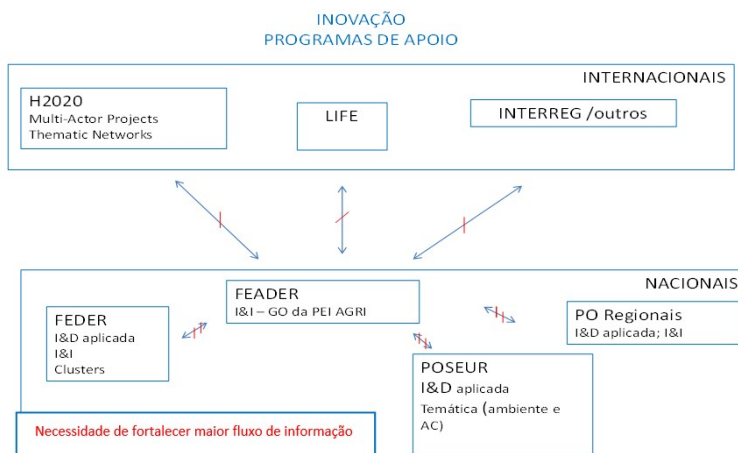 INOVAÇÃO
PROGRAMAS DE APOIO
INTERNACIONAIS
H2020
Multi-Actor Projects
Thematic Networks
LIFE
INTERREG /outros
NACIONAIS
FEADER
I&I – GO da PEI AGRI
FEDER
I&D aplicada
I&I
Clusters
PO Regionais
I&D aplicada; I&I
POSEUR
I&D aplicada
Temática (ambiente e
AC)
Necessidade de fortalecer maior fluxo de informação